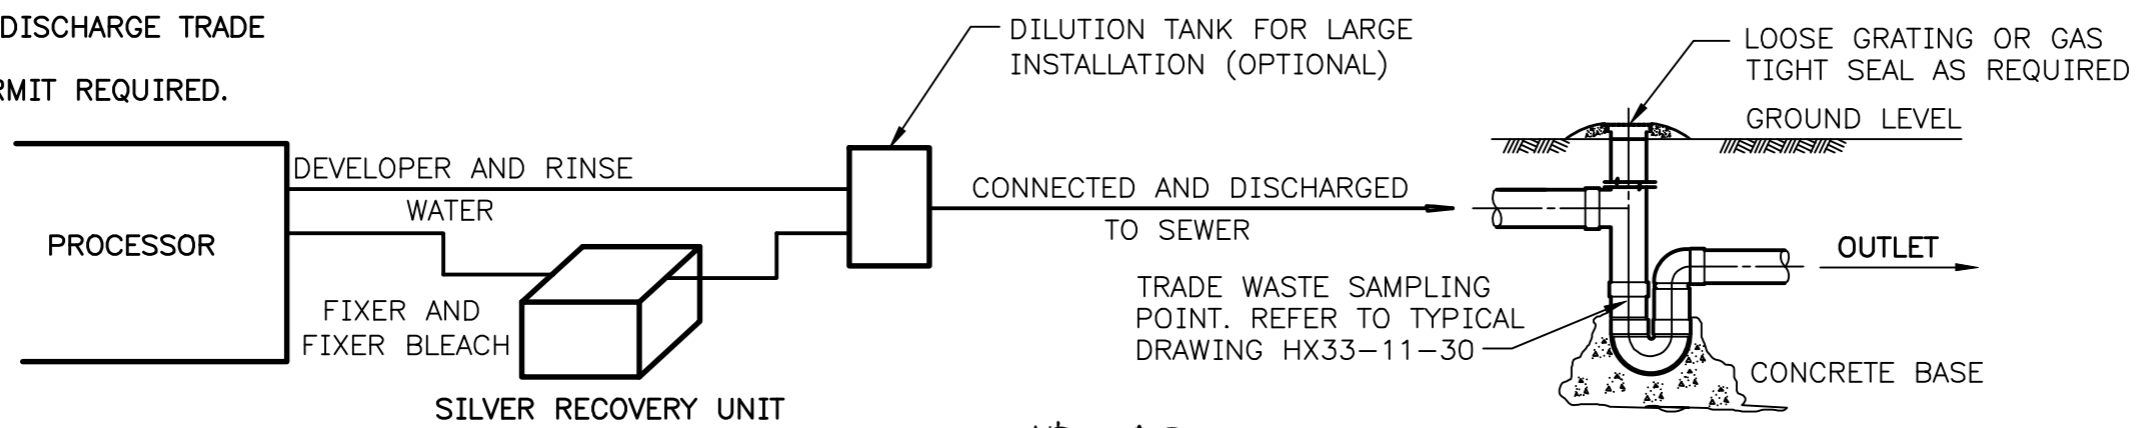 DISCHARGE TRADE
RMIT REQUIRED.
DILUTION TANK FOR LARGE
INSTALLATION (OPTIONAL)
LOOSE GRATING OR GAS
TIGHT SEAL AS REQUIRED
GROUND LEVEL
DEVELOPER AND RINSE
WATER
PROCESSOR
CONNECTED AND DISCHARGED
TO SEWER
OUTLET
FIXER AND
FIXER BLEACH
TRADE WASTE SAMPLING
POINT. REFER TO TYPICAL
DRAWING HX33-11-30
CONCRETE BASE
SILVER RECOVERY UNIT